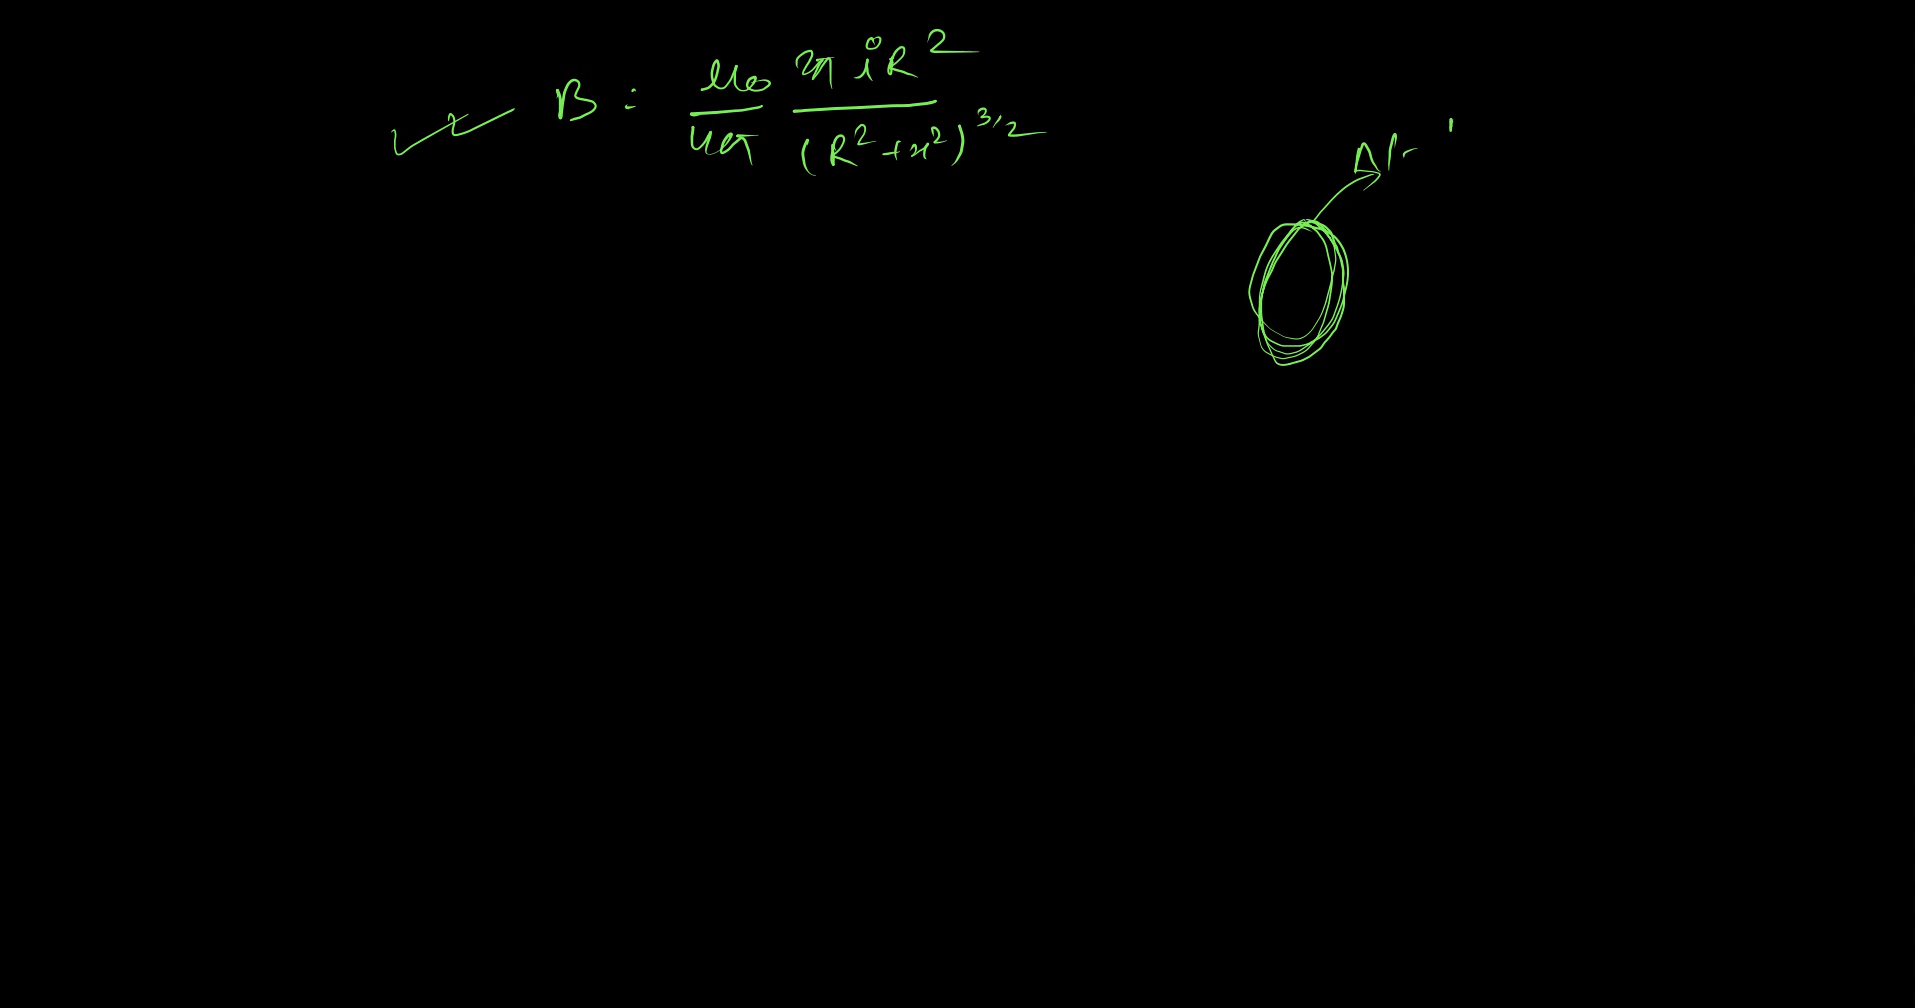 B = μ₀/4π 2πiR²/(R²+x²)^3/2